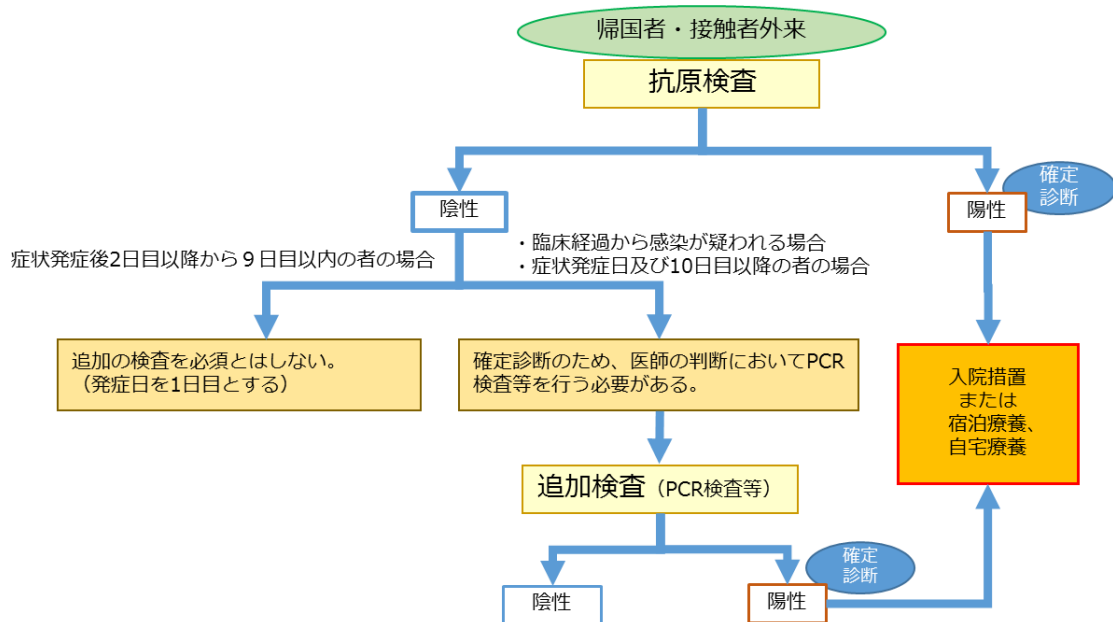 帰国者・接触者外来
抗原検査
確定
診断
陰性
陽性
症状発症後2日目以降から９日目以内の者の場合
・臨床経過から感染が疑われる場合
・症状発症日及び10日目以降の者の場合
追加の検査を必須とはしない。
（発症日を1日目とする）
確定診断のため、医師の判断においてPCR
検査等を行う必要がある。
入院措置
または
宿泊療養、
自宅療養
追加検査（PCR検査等）
確定
診断
陰性
陽性